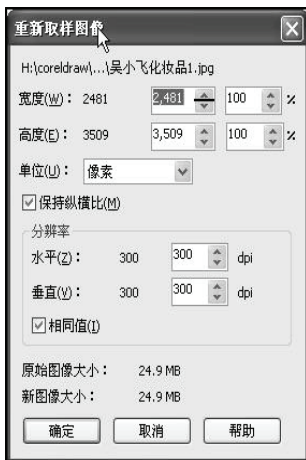 重新取样图像
H:\coreldraw\...\吴小飞化妆品1.jpg
宽度(W): 2481 2,481 100 %
高度(E): 3509 3,509 100 %
单位(U): 像素
保持纵横比(M)
分辨率
水平(Z): 300 300 dpi
垂直(V): 300 300 dpi
相同值(I)
原始图像大小: 24.9 MB
新图像大小: 24.9 MB
确定 取消 帮助